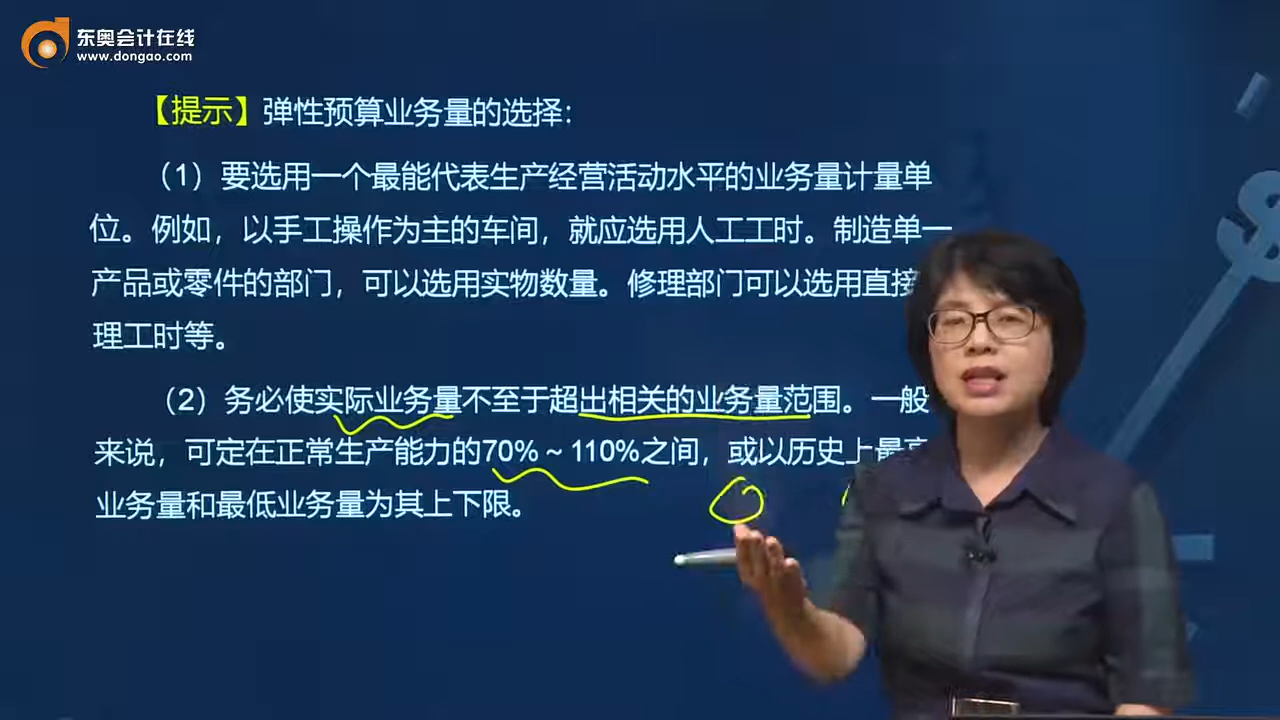 东奥会计在线
www.dongao.com
【提示】弹性预算业务量的选择：
（1）要选用一个最能代表生产经营活动水平的业务量计量单
位。例如，以手工操作为主的车间，就应选用人工工时。制造单一
产品或零件的部门，可以选用实物数量。修理部门可以选用直接
理工时等。
（2）务必使实际业务量不至于超出相关的业务量范围。一般
来说，可定在正常生产能力的70%～110%之间，或以历史上最高
业务量和最低业务量为其上下限。